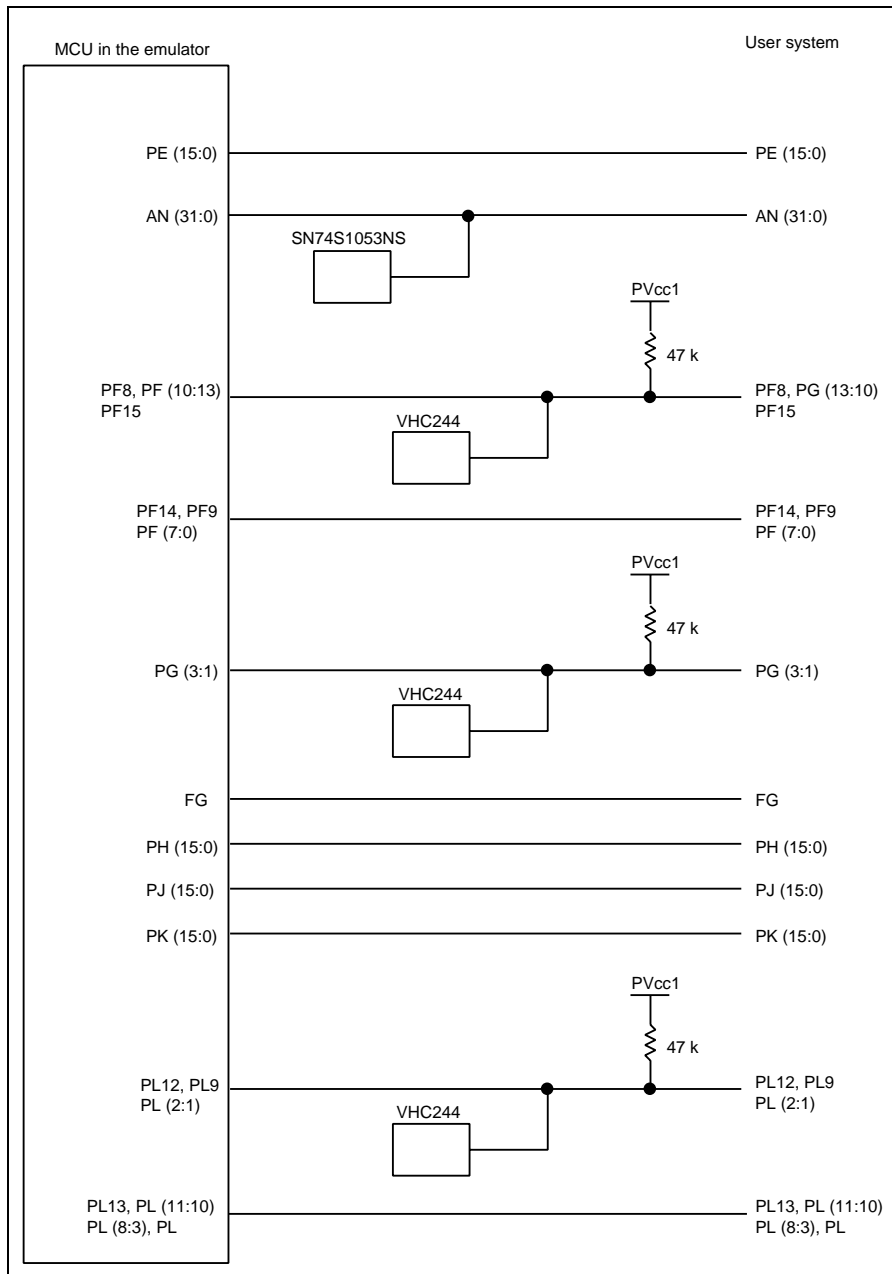 MCU in the emulator
User system
PE (15:0)
PE (15:0)
AN (31:0)
AN (31:0)
SN74S1053NS
PVcc1
47 k
PF8, PF (10:13)
PF15
PF8, PG (13:10)
PF15
VHC244
PF14, PF9
PF (7:0)
PF14, PF9
PF (7:0)
PVcc1
47 k
PG (3:1)
PG (3:1)
VHC244
FG
FG
PH (15:0)
PH (15:0)
PJ (15:0)
PJ (15:0)
PK (15:0)
PK (15:0)
PVcc1
47 k
PL12, PL9
PL (2:1)
PL12, PL9
PL (2:1)
VHC244
PL13, PL (11:10)
PL (8:3), PL
PL13, PL (11:10)
PL (8:3), PL